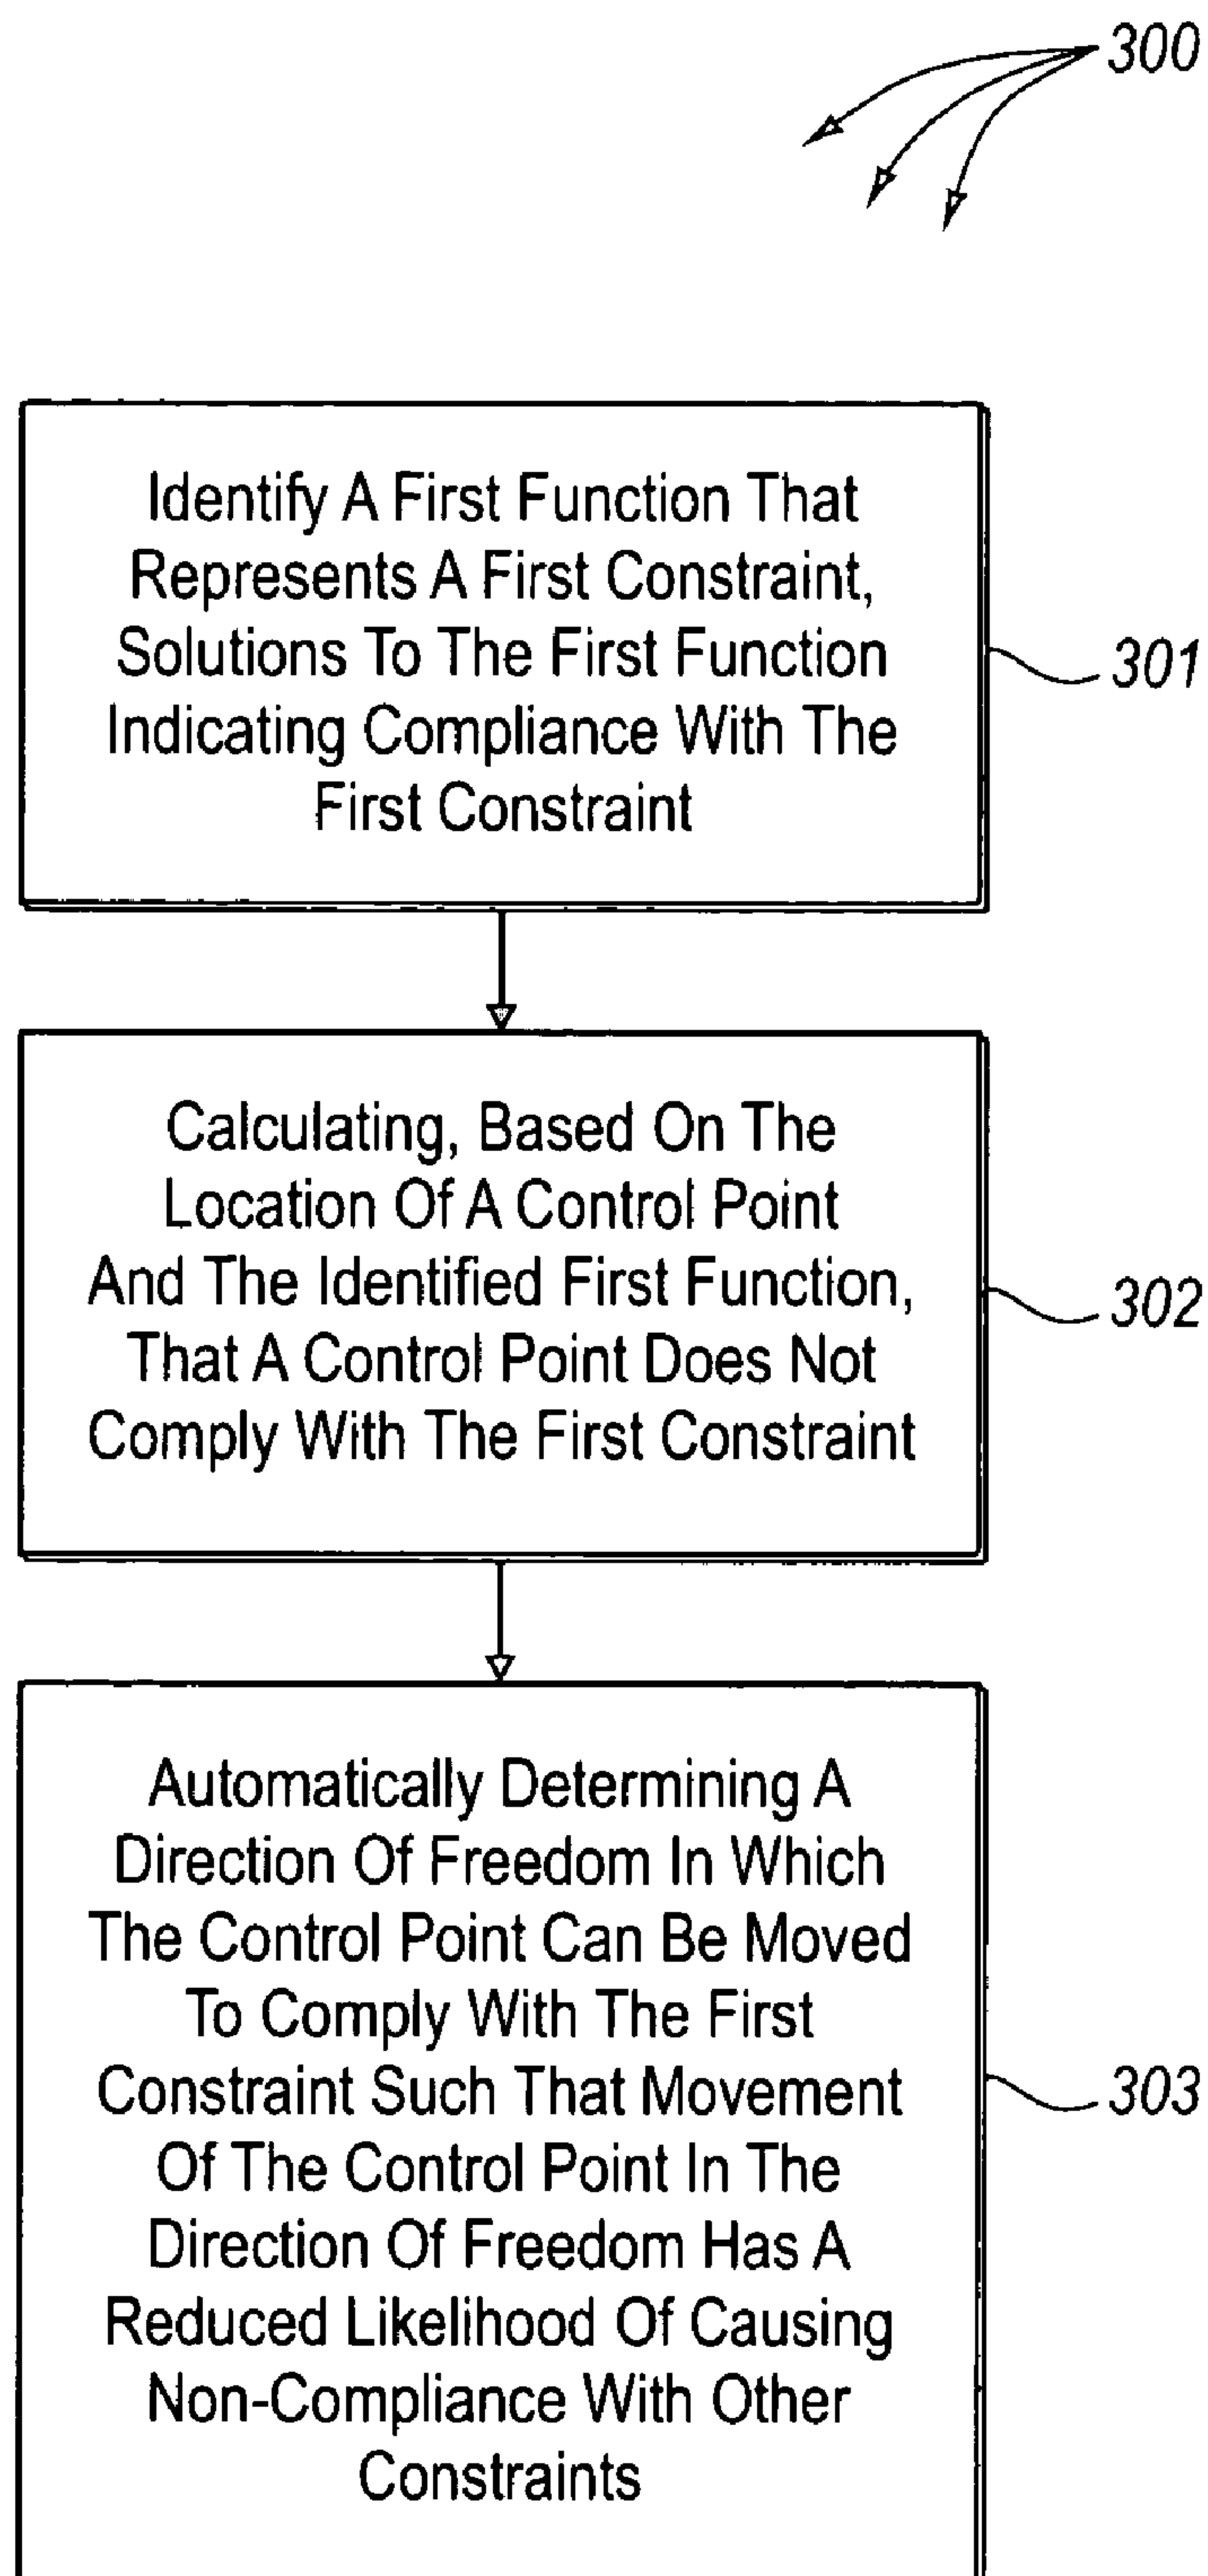 300
Identify A First Function That
Represents A First Constraint,
Solutions To The First Function
Indicating Compliance With The
First Constraint
301
Calculating, Based On The
Location Of A Control Point
And The Identified First Function,
That A Control Point Does Not
Comply With The First Constraint
302
Automatically Determining A
Direction Of Freedom In Which
The Control Point Can Be Moved
To Comply With The First
Constraint Such That Movement
Of The Control Point In The
Direction Of Freedom Has A
Reduced Likelihood Of Causing
Non-Compliance With Other
Constraints
303